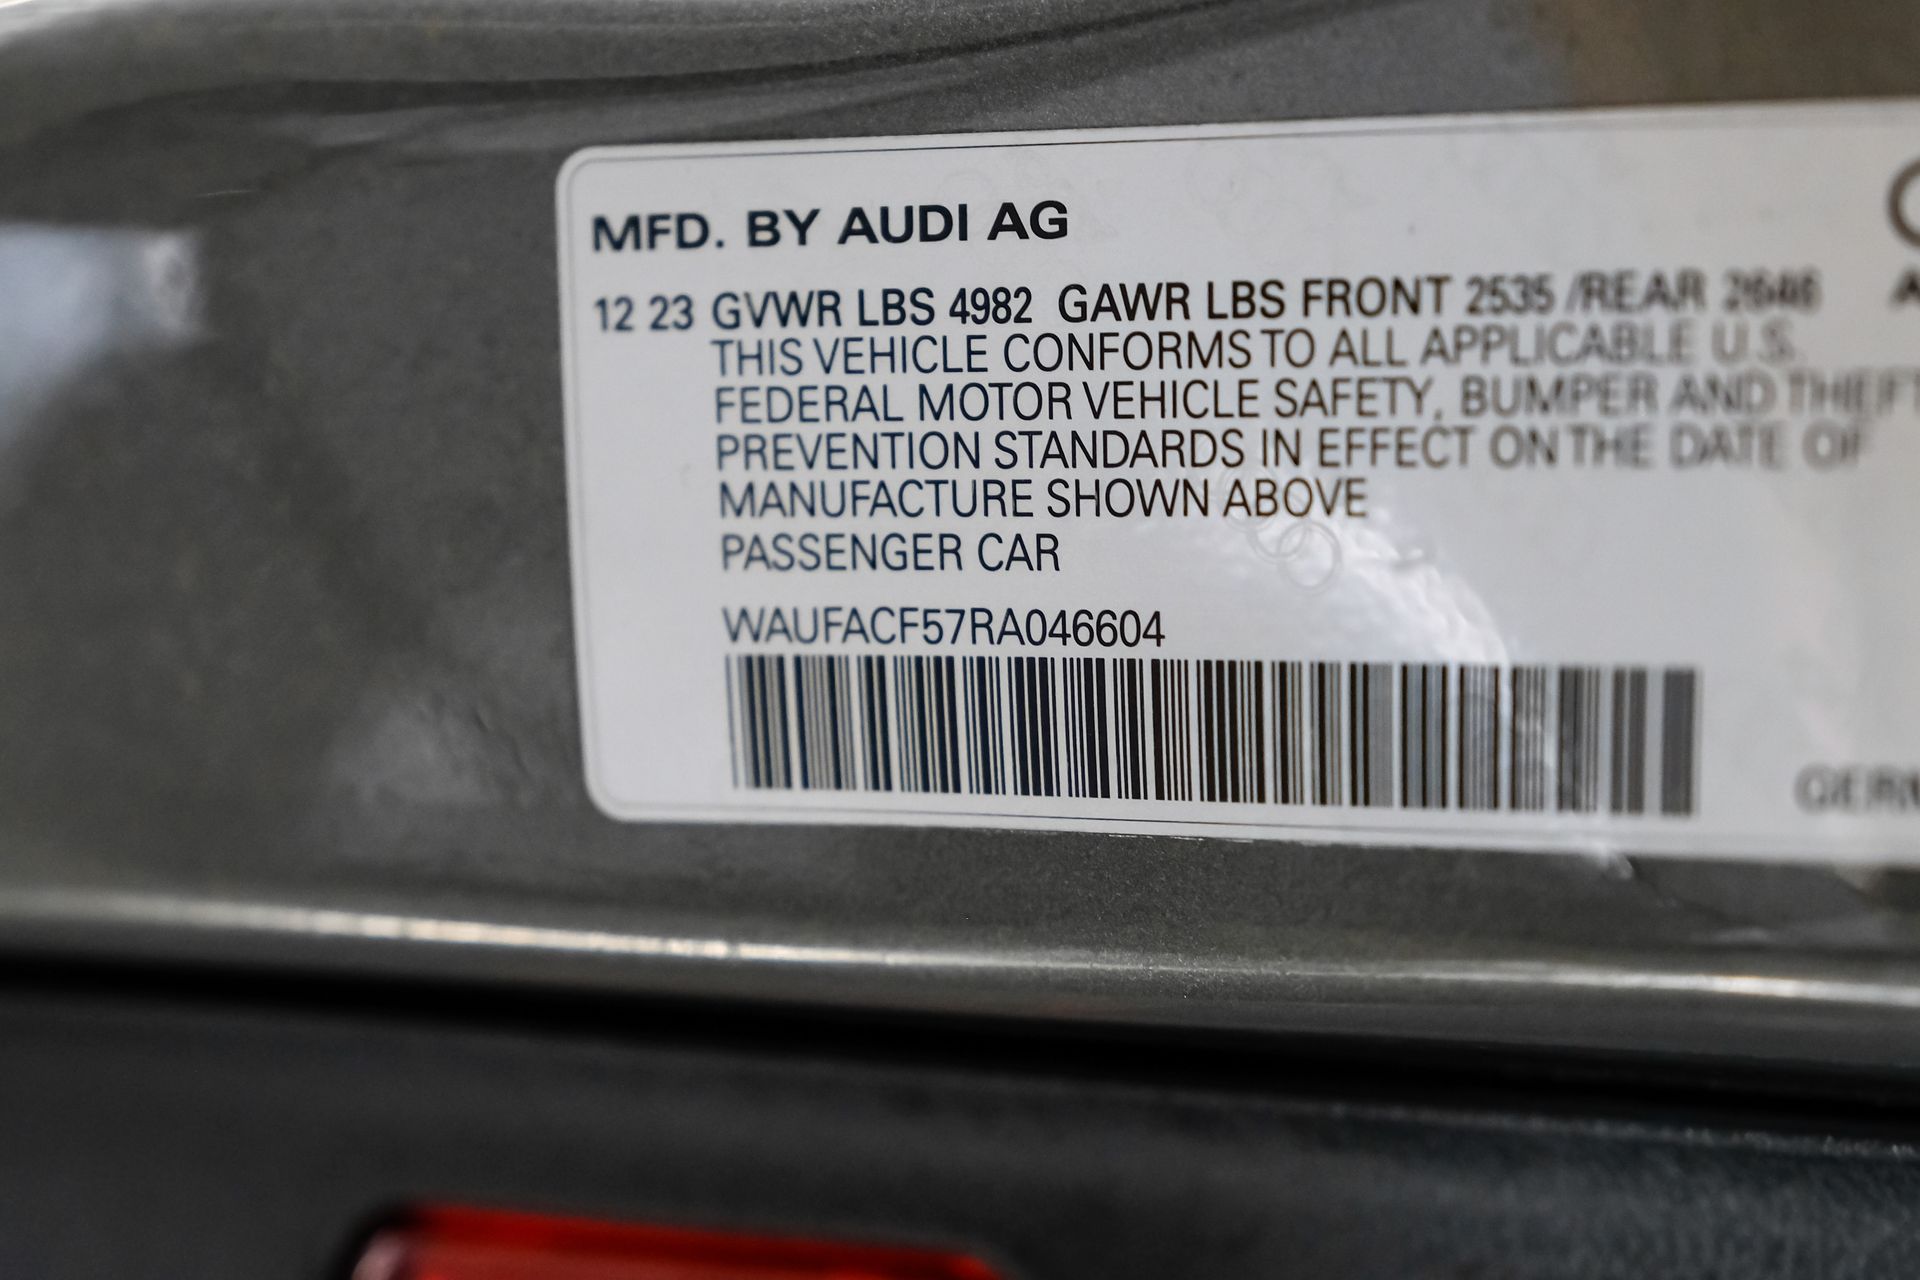 MFD. BY AUDI AG
12 23 GVWR LBS 4982 GAWR LBS FRONT 2535 /REAR 2646
THIS VEHICLE CONFORMS TO ALL APPLICABLE U.S.
FEDERAL MOTOR VEHICLE SAFETY, BUMPER AND THEFT
PREVENTION STANDARDS IN EFFECT ON THE DATE OF
MANUFACTURE SHOWN ABOVE
PASSENGER CAR
WAUFACF57RA046604